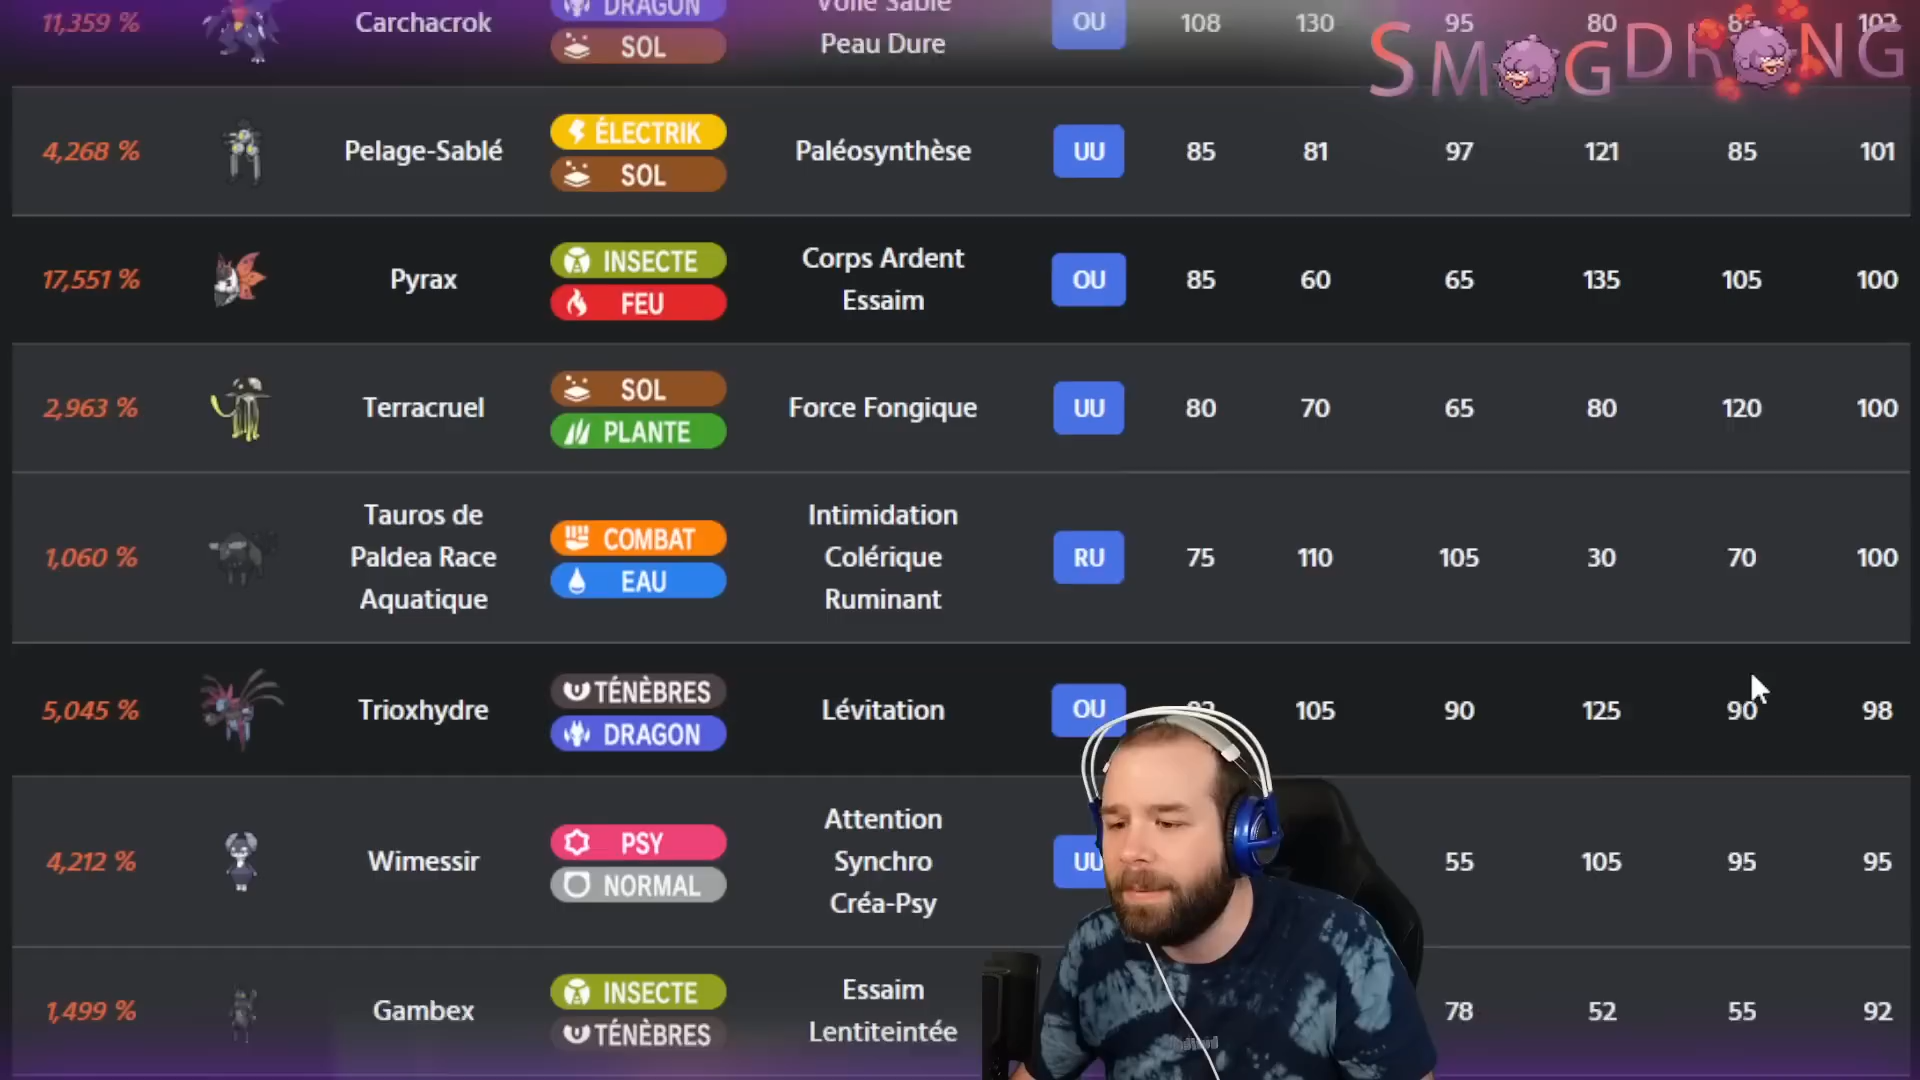 11,359 %
Carchacrok
DRAGON
SOL
Voile Sable
Peau Dure
OU
108
130
95
80
85
102
SMOGDRONG
4,268 %
Pelage-Sablé
ÉLECTRIK
SOL
Paléosynthèse
UU
85
81
97
121
85
101
17,551 %
Pyrax
INSECTE
FEU
Corps Ardent
Essaim
OU
85
60
65
135
105
100
2,963 %
Terracruel
SOL
PLANTE
Force Fongique
UU
80
70
65
80
120
100
1,060 %
Tauros de
Paldea Race
Aquatique
COMBAT
EAU
Intimidation
Colérique
Ruminant
RU
75
110
105
30
70
100
5,045 %
Trioxhydre
TÉNÈBRES
DRAGON
Lévitation
OU
105
90
125
90
98
4,212 %
Wimessir
PSY
NORMAL
Attention
Synchro
Créa-Psy
UU
55
105
95
95
1,499 %
Gambex
INSECTE
TÉNÈBRES
Essaim
Lentiteintée
78
52
55
92